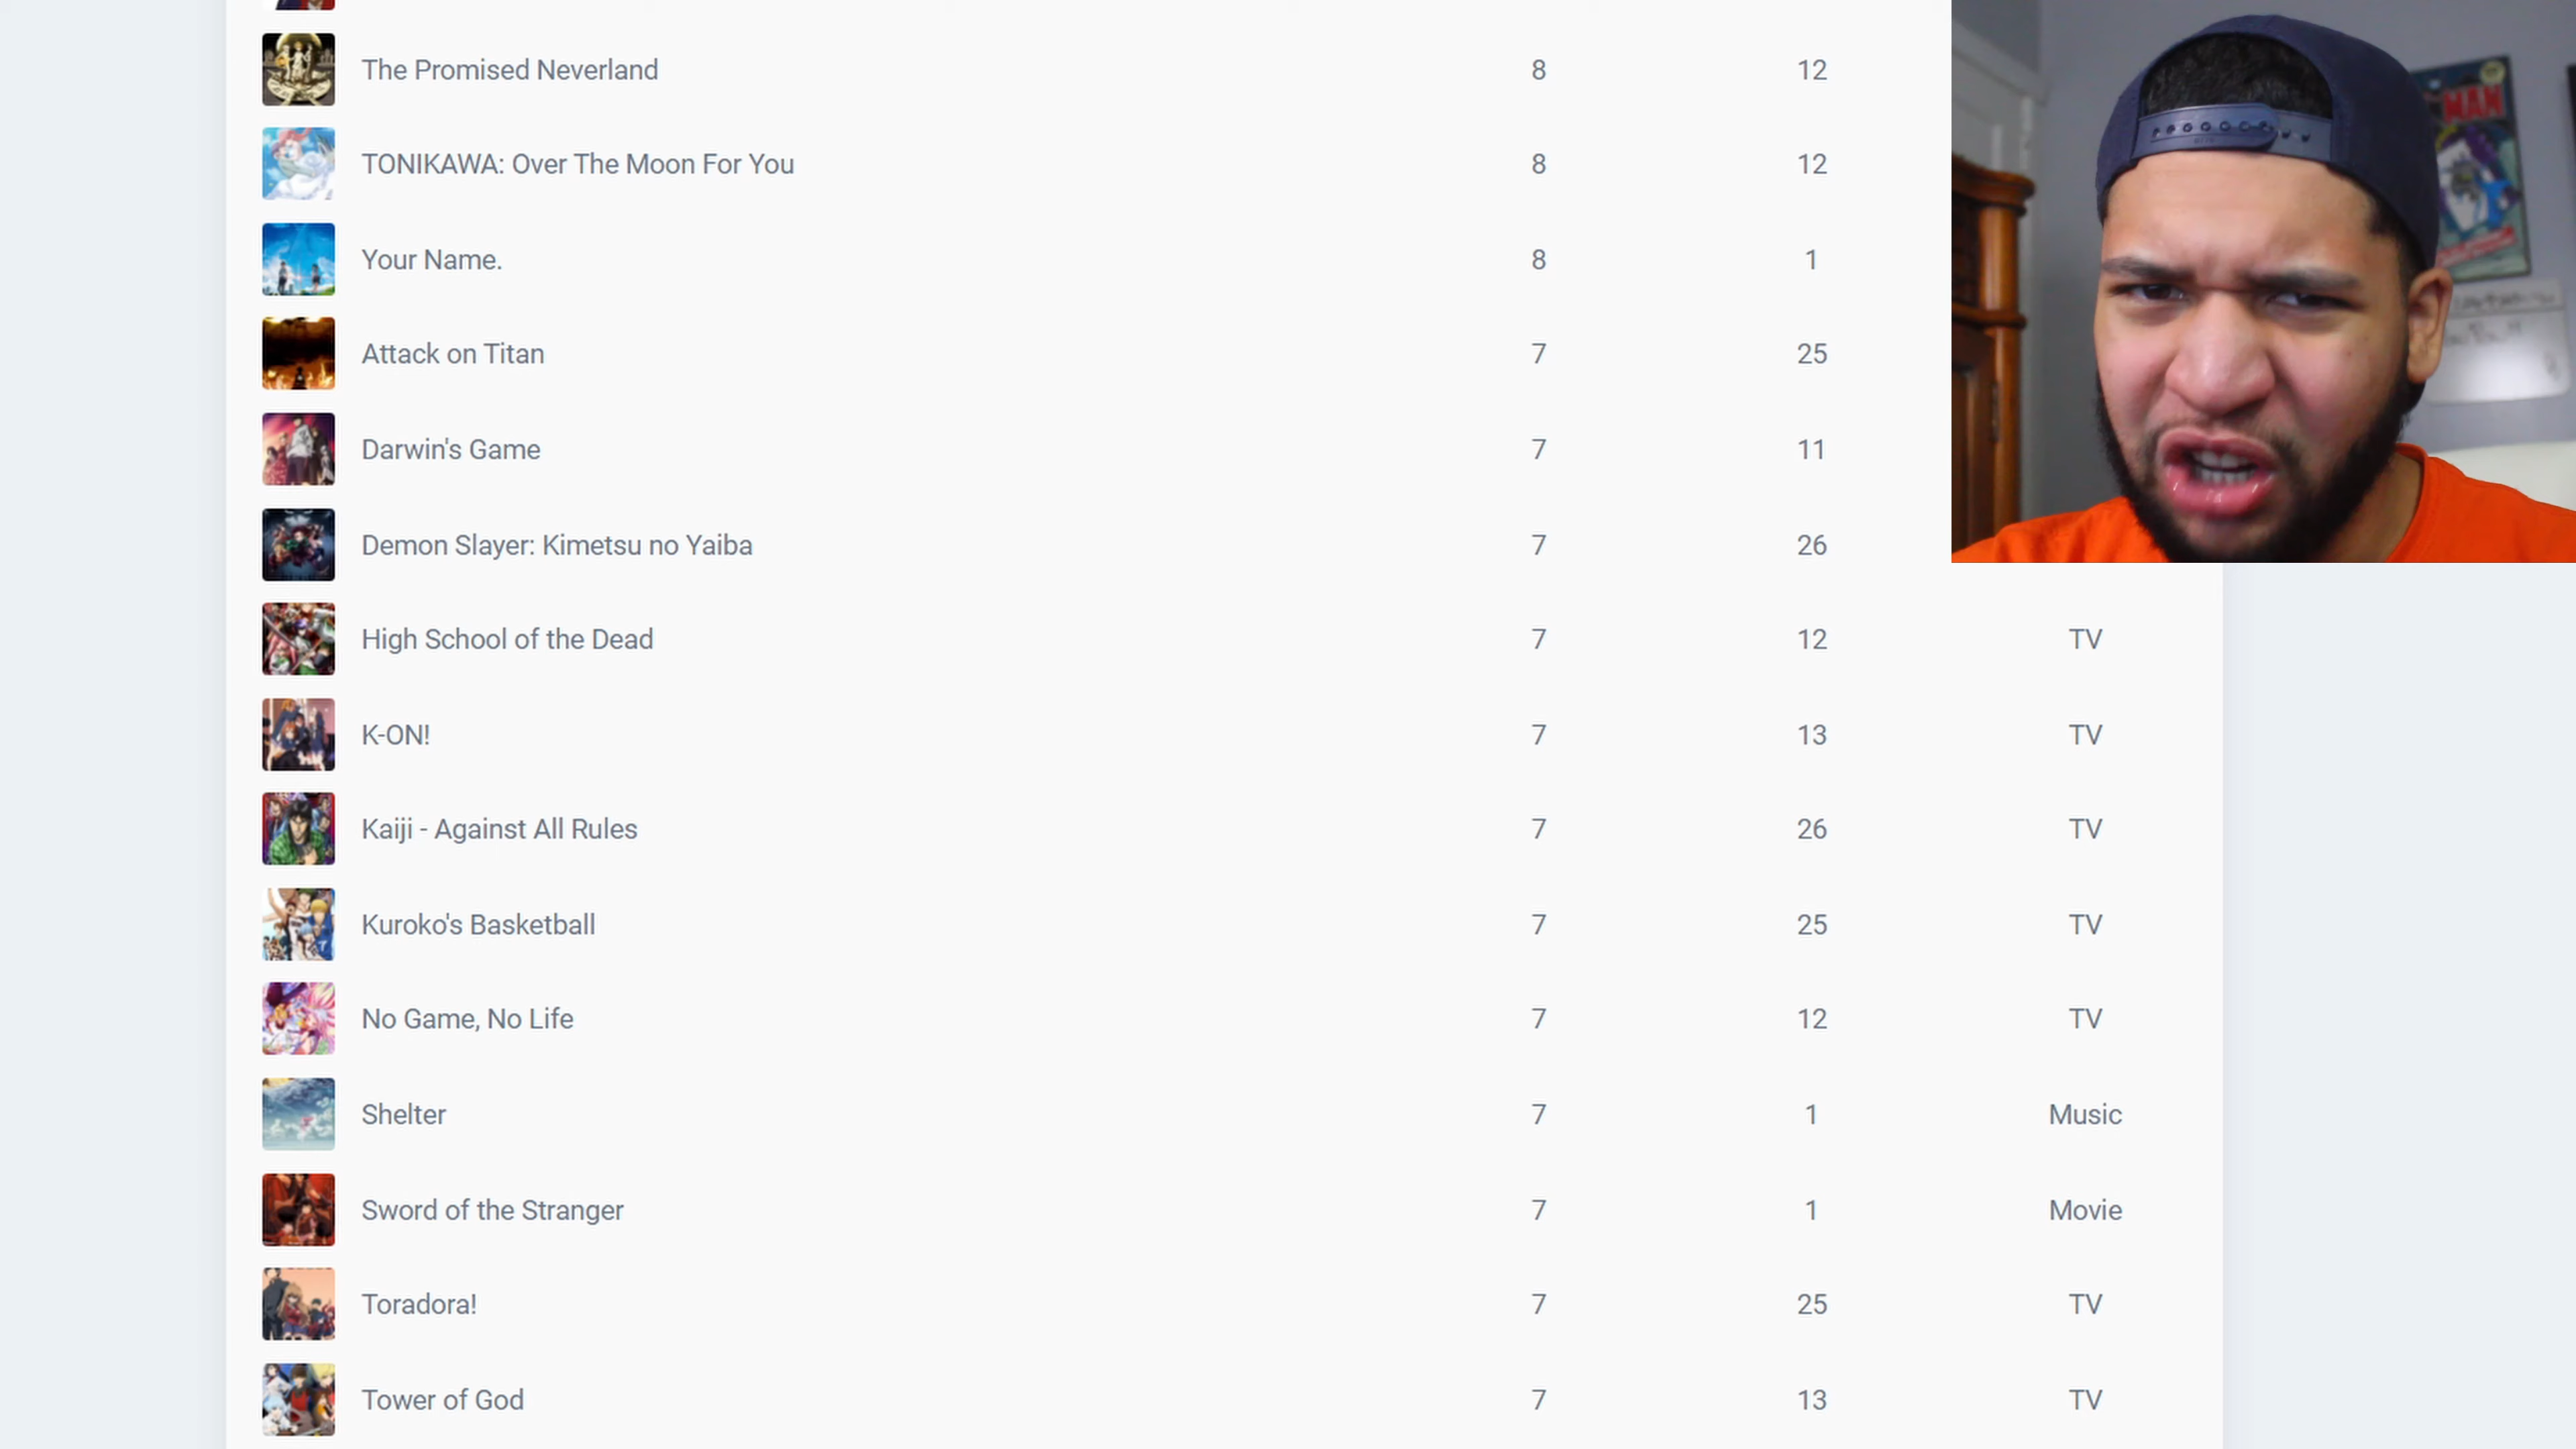 The Promised Neverland 8 12
TONIKAWA: Over The Moon For You 8 12
Your Name. 8 1
Attack on Titan 7 25
Darwin's Game 7 11
Demon Slayer: Kimetsu no Yaiba 7 26
High School of the Dead 7 12 TV
K-ON! 7 13 TV
Kaiji - Against All Rules 7 26 TV
Kuroko's Basketball 7 25 TV
No Game, No Life 7 12 TV
Shelter 7 1 Music
Sword of the Stranger 7 1 Movie
Toradora! 7 25 TV
Tower of God 7 13 TV
MAN